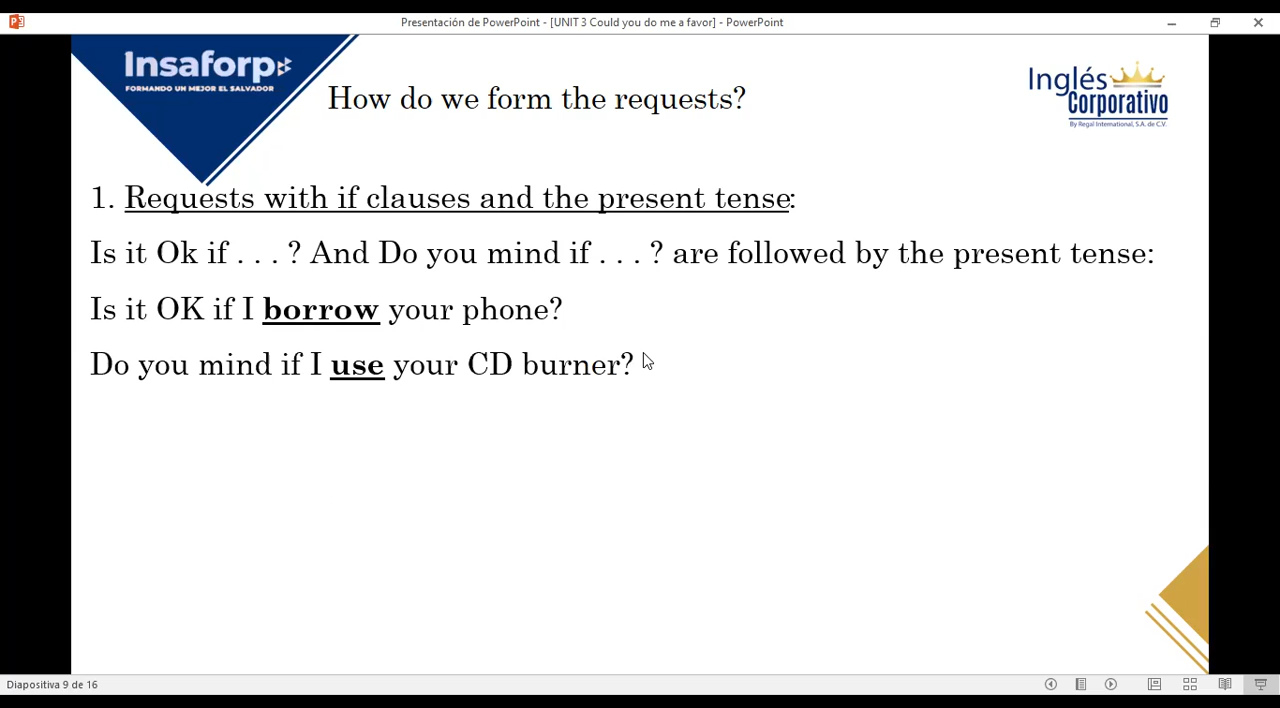 Presentación de PowerPoint - [UNIT 3 Could you do me a favor] - PowerPoint
Insaforp
FORMANDO UN MEJOR EL SALVADOR
How do we form the requests?
Inglés
Corporativo
By Regal International, S.A. de C.V.
1. Requests with if clauses and the present tense:
Is it Ok if . . . ? And Do you mind if . . . ? are followed by the present tense:
Is it OK if I borrow your phone?
Do you mind if I use your CD burner?
Diapositiva 9 de 16